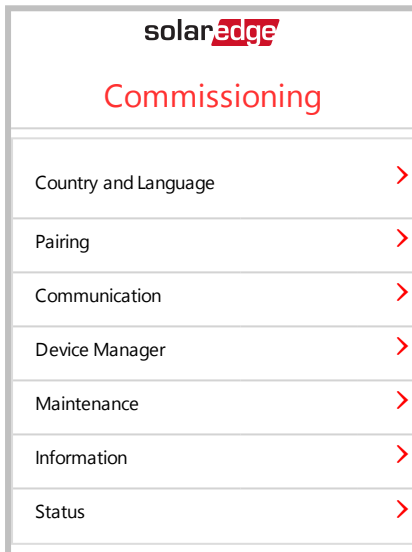 solaredge
Commissioning
Country and Language
Pairing
Communication
Device Manager
Maintenance
Information
Status